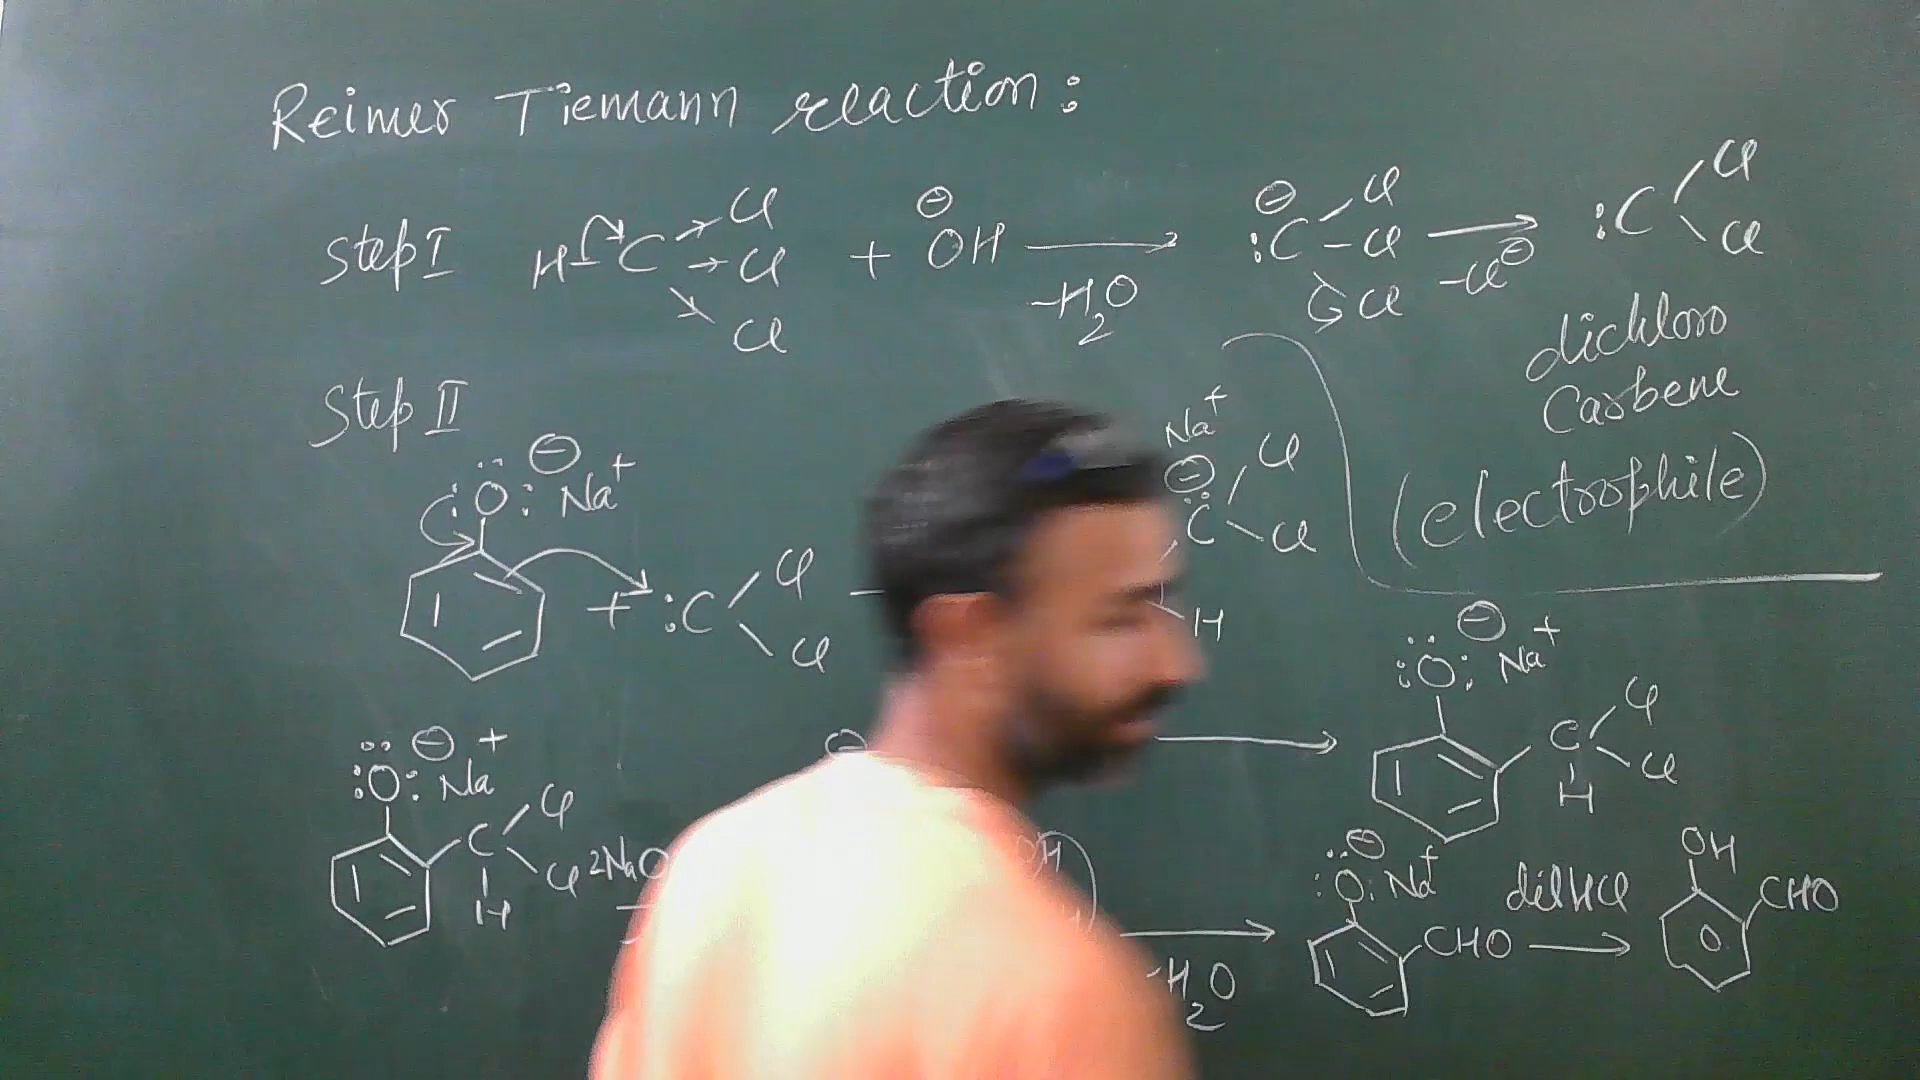 Reimer Tiemann reaction:
Step I H C Cl Cl Cl + ⊖OH -H2O ⊖:C Cl Cl Cl -Cl⊖ :C Cl Cl
dichloro
Carbene
(electrophile)
Step II
:Ö:⊖ Na+ + :C Cl Cl Na+ ⊖ :C Cl Cl H
:Ö:⊖ Na+ C Cl Cl H
:Ö:⊖ Na+ C Cl Cl H 2NaO ⊖ OH -H2O :Ö:⊖ Na+ CHO dil HCl OH CHO